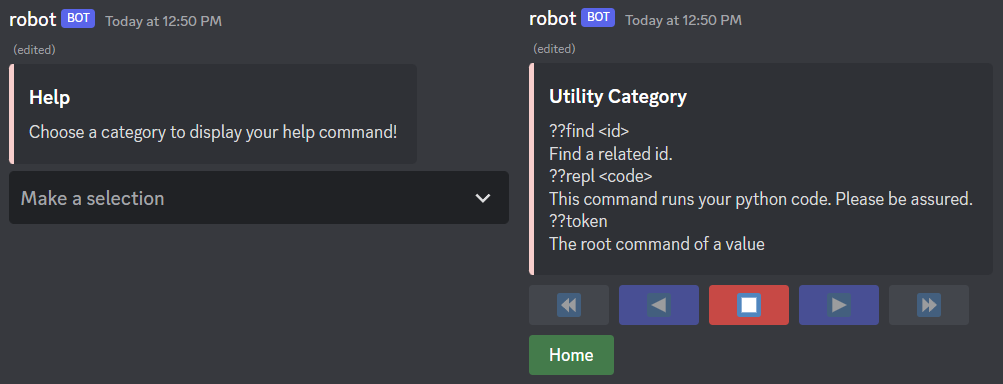 robot BOT Today at 12:50 PM
(edited)
Help
Choose a category to display your help command!
Make a selection
robot BOT Today at 12:50 PM
(edited)
Utility Category
??find <id>
Find a related id.
??repl <code>
This command runs your python code. Please be assured.
??token
The root command of a value
Home